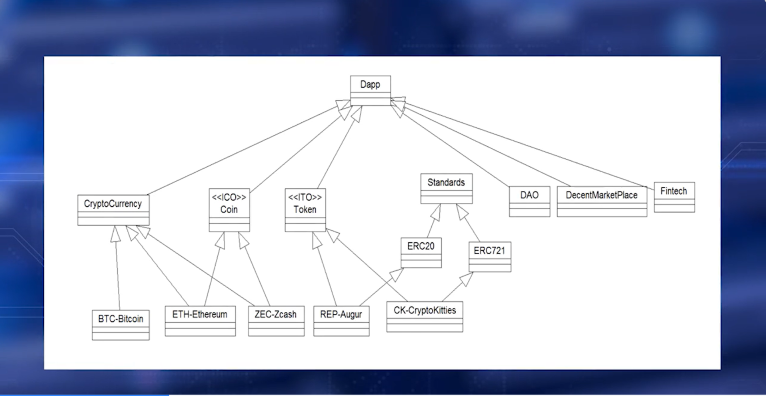 Dapp
Standards
CryptoCurrency
<<ICO>>
Coin
<<ITO>>
Token
DAO
DecentMarketPlace
Fintech
ERC20
ERC721
BTC-Bitcoin
ETH-Ethereum
ZEC-Zcash
REP-Augur
CK-CryptoKitties